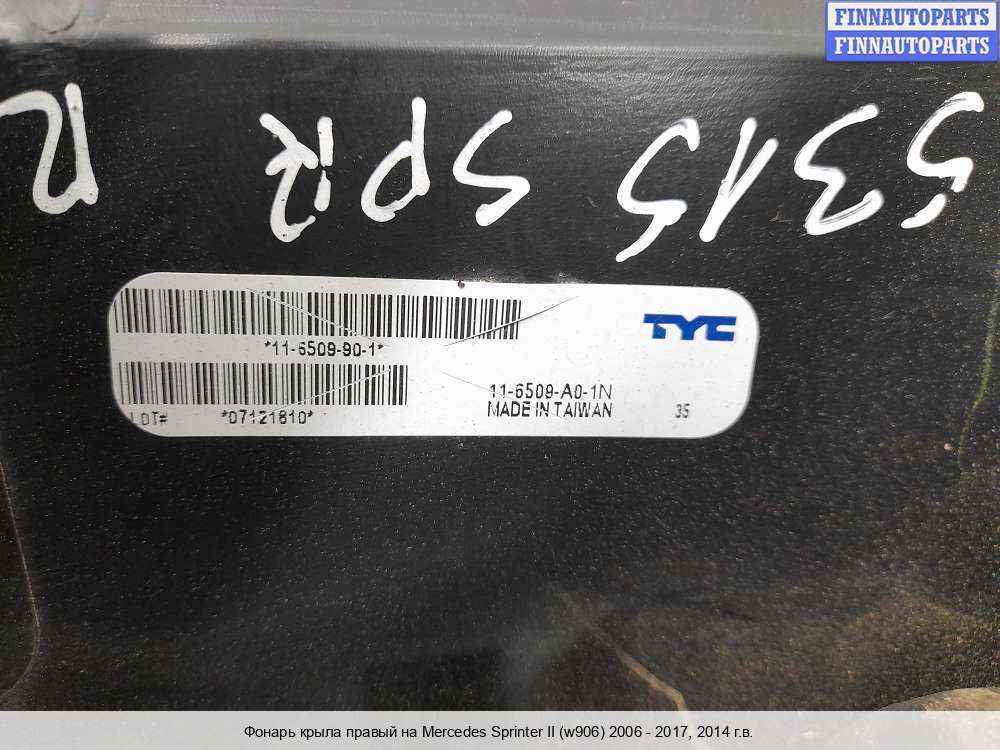 FINNAUTOPARTS
FINNAUTOPARTS
5315 SPR R
*11-6509-90-1*
TYC
11-6509-A0-1N
LOT# *07121810*
MADE IN TAIWAN 35
Фонарь крыла правый на Mercedes Sprinter II (w906) 2006 - 2017, 2014 г.в.